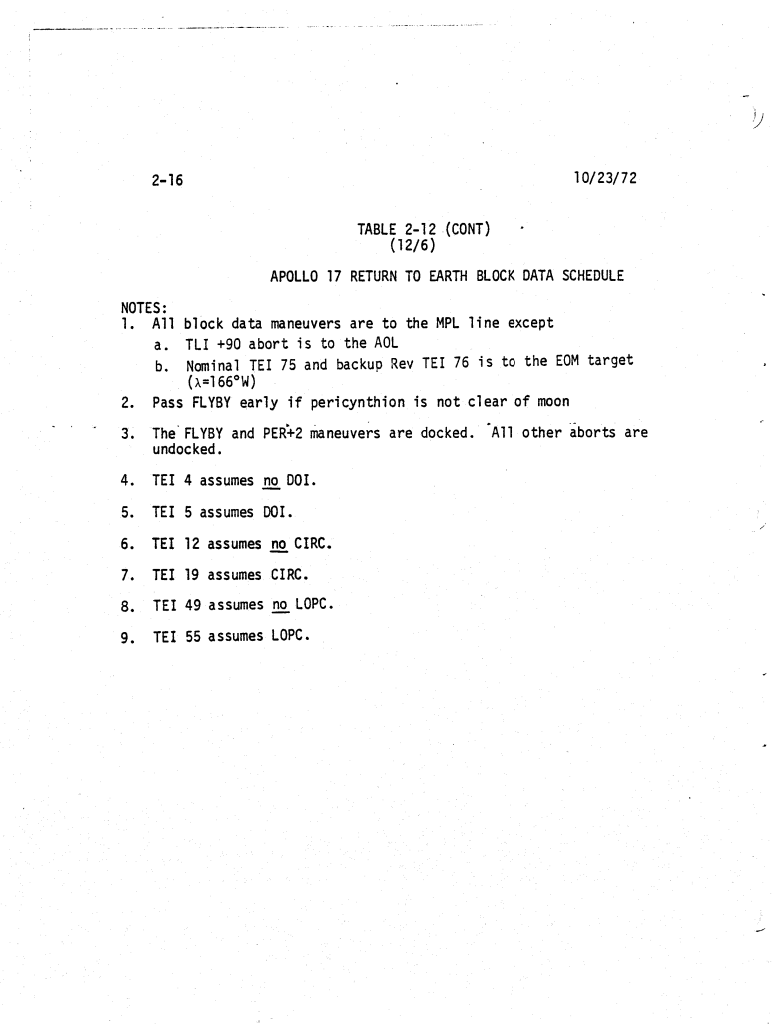 2-16 10/23/72
TABLE 2-12 (CONT)
(12/6)
APOLLO 17 RETURN TO EARTH BLOCK DATA SCHEDULE
NOTES:
1. All block data maneuvers are to the MPL line except
a. TLI +90 abort is to the AOL
b. Nominal TEI 75 and backup Rev TEI 76 is to the EOM target
(λ=166°W)
2. Pass FLYBY early if pericynthion is not clear of moon
3. The FLYBY and PER+2 maneuvers are docked. All other aborts are
undocked.
4. TEI 4 assumes no DOI.
5. TEI 5 assumes DOI.
6. TEI 12 assumes no CIRC.
7. TEI 19 assumes CIRC.
8. TEI 49 assumes no LOPC.
9. TEI 55 assumes LOPC.